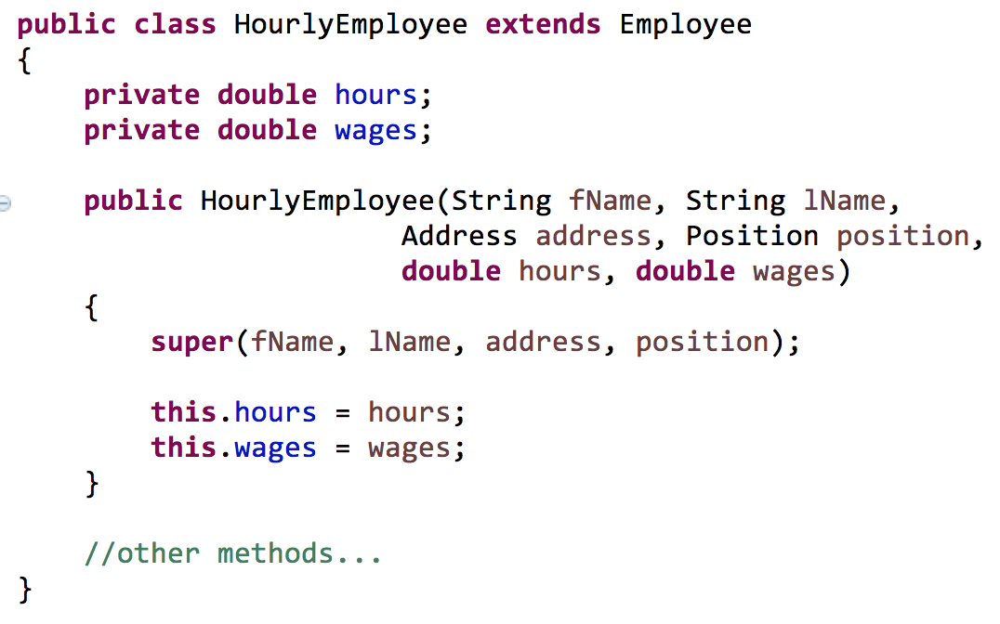 public class HourlyEmployee extends Employee
{
    private double hours;
    private double wages;

    public HourlyEmployee(String fName, String lName,
                       Address address, Position position,
                       double hours, double wages)
    {
        super(fName, lName, address, position);

        this.hours = hours;
        this.wages = wages;
    }

    //other methods...
}